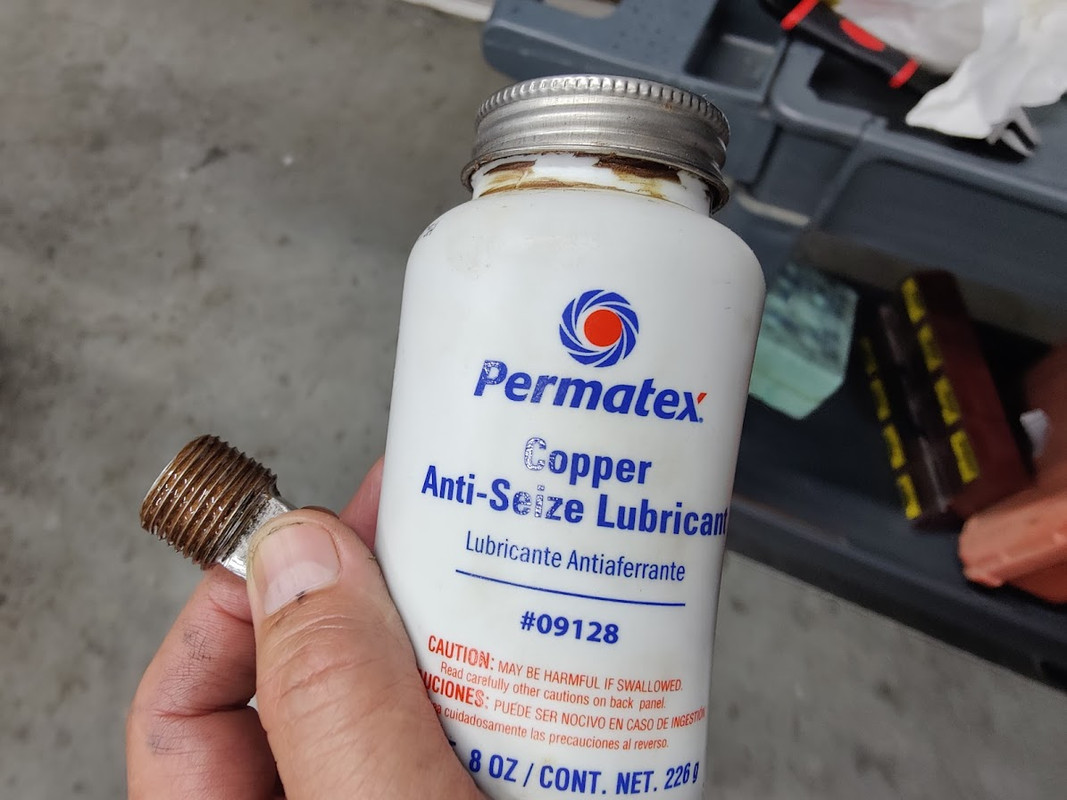 Permatex
Copper
Anti-Seize Lubricant
Lubricante Antiaferrante
#09128
CAUTION: MAY BE HARMFUL IF SWALLOWED.
Read carefully other cautions on back panel.
UCIONES: PUEDE SER NOCIVO EN CASO DE INGESTIÓN
cuidadosamente las precauciones al reverso.
8 OZ / CONT. NET. 226 g